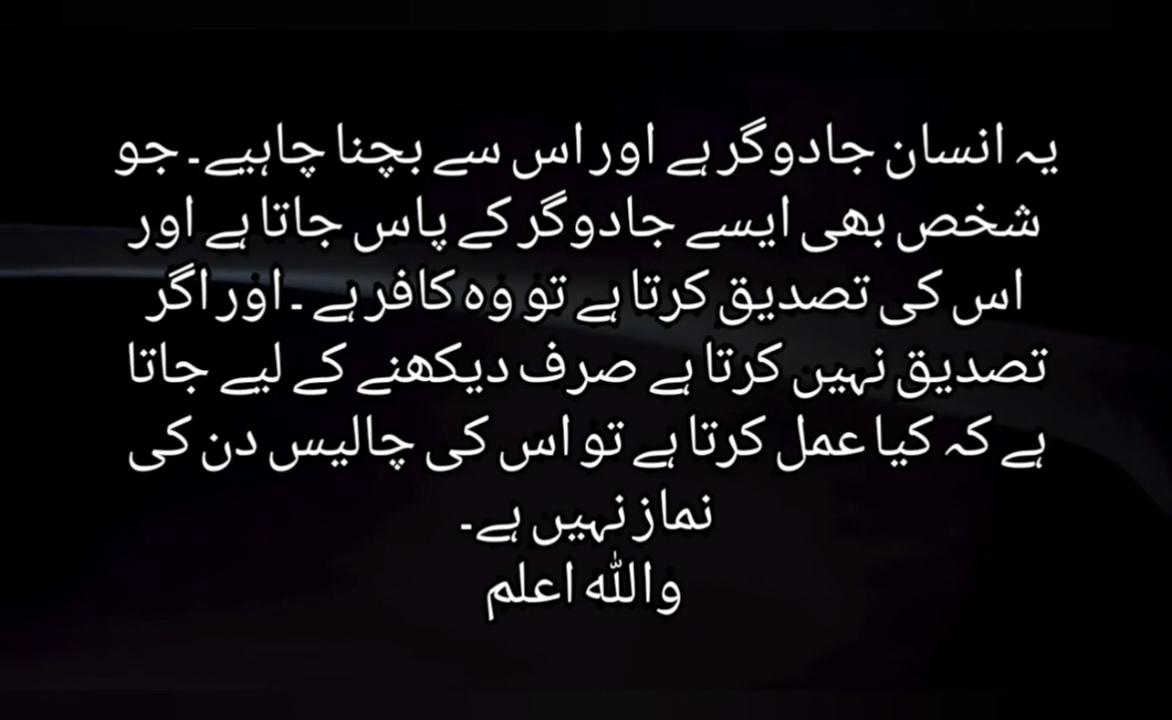 یہ انسان جادوگر ہے اور اس سے بچنا چاہیے۔ جو
شخص بھی ایسے جادوگر کے پاس جاتا ہے اور
اس کی تصدیق کرتا ہے تو وہ کافر ہے ۔ اور اگر
تصدیق نہیں کرتا ہے صرف دیکھنے کے لیے جاتا
ہے کہ کیا عمل کرتا ہے تو اس کی چالیس دن کی
نماز نہیں ہے۔
واللہ اعلم